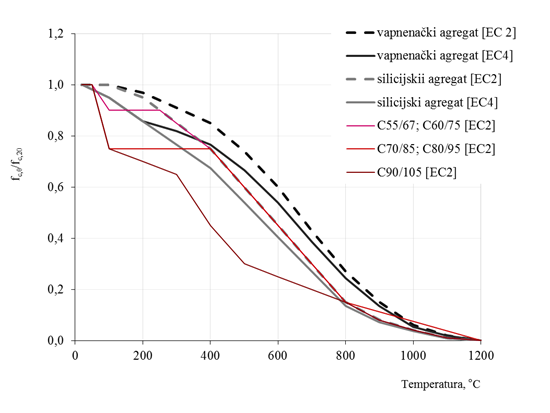 1,2
1,0
0,8
0,6
0,4
0,2
0,0
0
200
400
600
800
1000
1200
fc,θ/fc,20
Temperatura, °C
vapnenački agregat [EC 2]
vapnenački agregat [EC4]
silicijskii agregat [EC2]
silicijski agregat [EC4]
C55/67; C60/75 [EC2]
C70/85; C80/95 [EC2]
C90/105 [EC2]